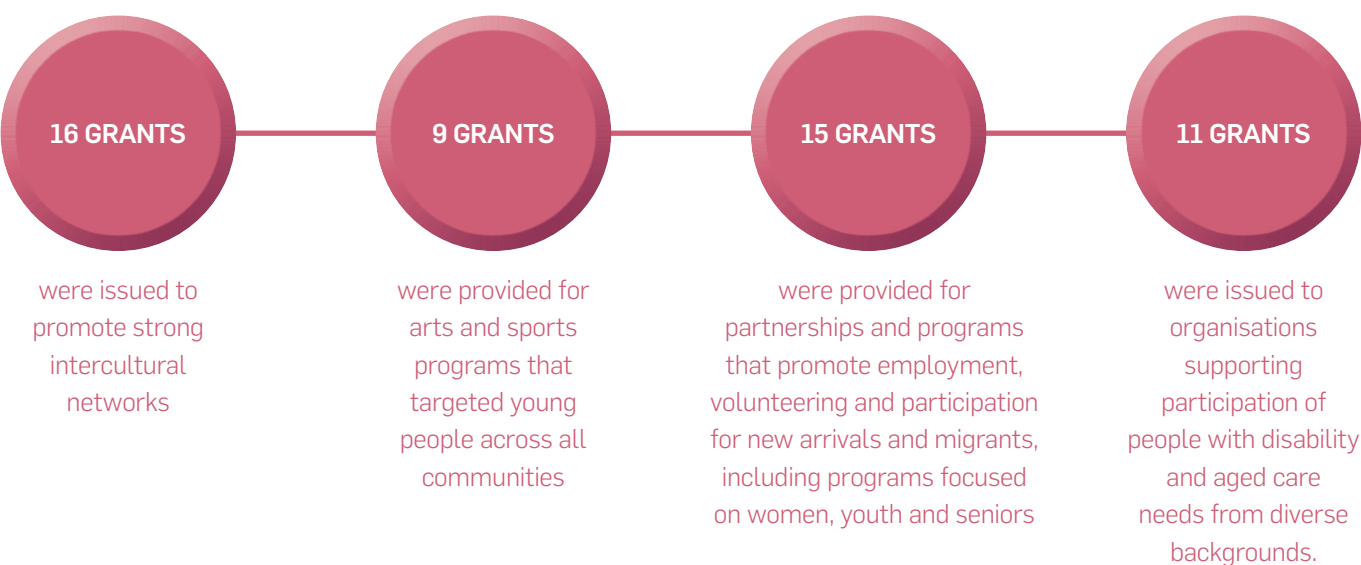 16 GRANTS
were issued to
promote strong
intercultural
networks
9 GRANTS
were provided for
arts and sports
programs that
targeted young
people across all
communities
15 GRANTS
were provided for
partnerships and programs
that promote employment,
volunteering and participation
for new arrivals and migrants,
including programs focused
on women, youth and seniors
11 GRANTS
were issued to
organisations
supporting
participation of
people with disability
and aged care
needs from diverse
backgrounds.